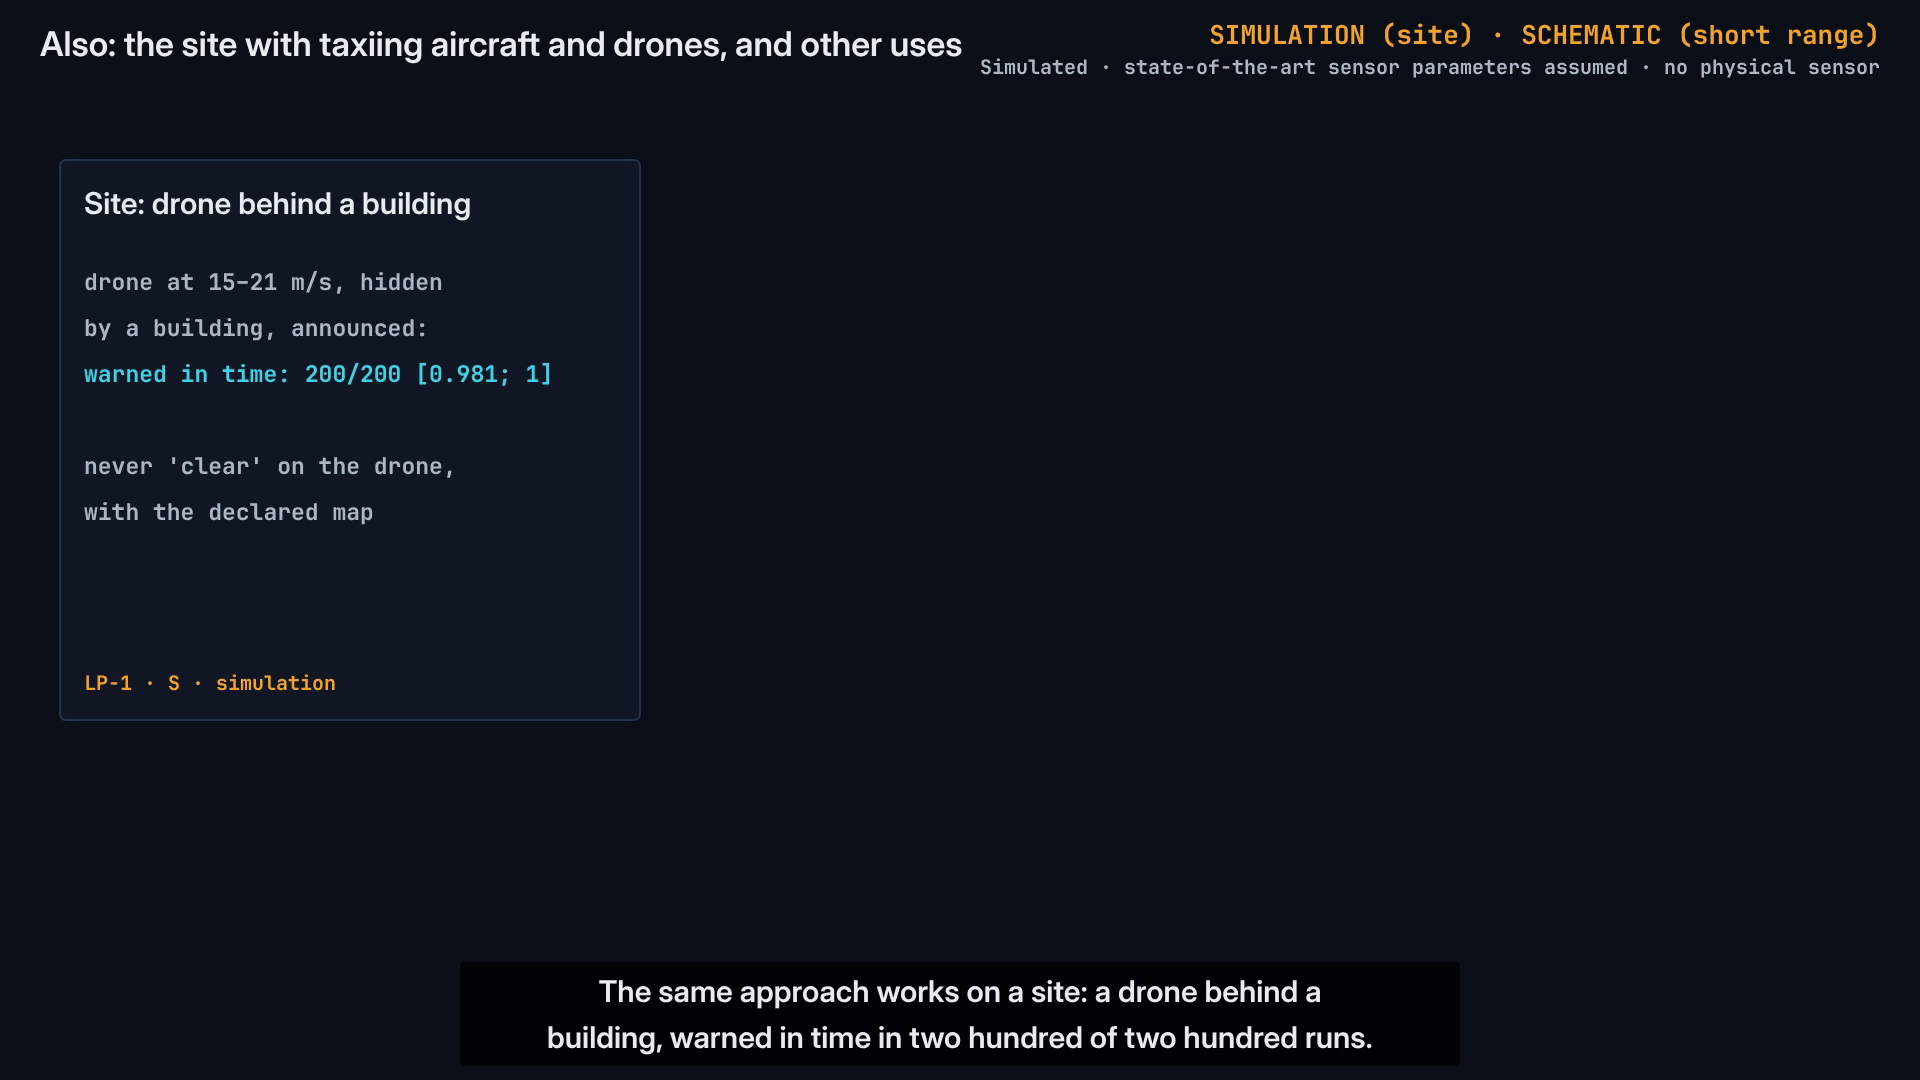 Also: the site with taxiing aircraft and drones, and other uses
SIMULATION (site) · SCHEMATIC (short range)
Simulated · state-of-the-art sensor parameters assumed · no physical sensor
Site: drone behind a building
drone at 15–21 m/s, hidden
by a building, announced:
warned in time: 200/200 [0.981; 1]
never 'clear' on the drone,
with the declared map
LP-1 · S · simulation
The same approach works on a site: a drone behind a
building, warned in time in two hundred of two hundred runs.